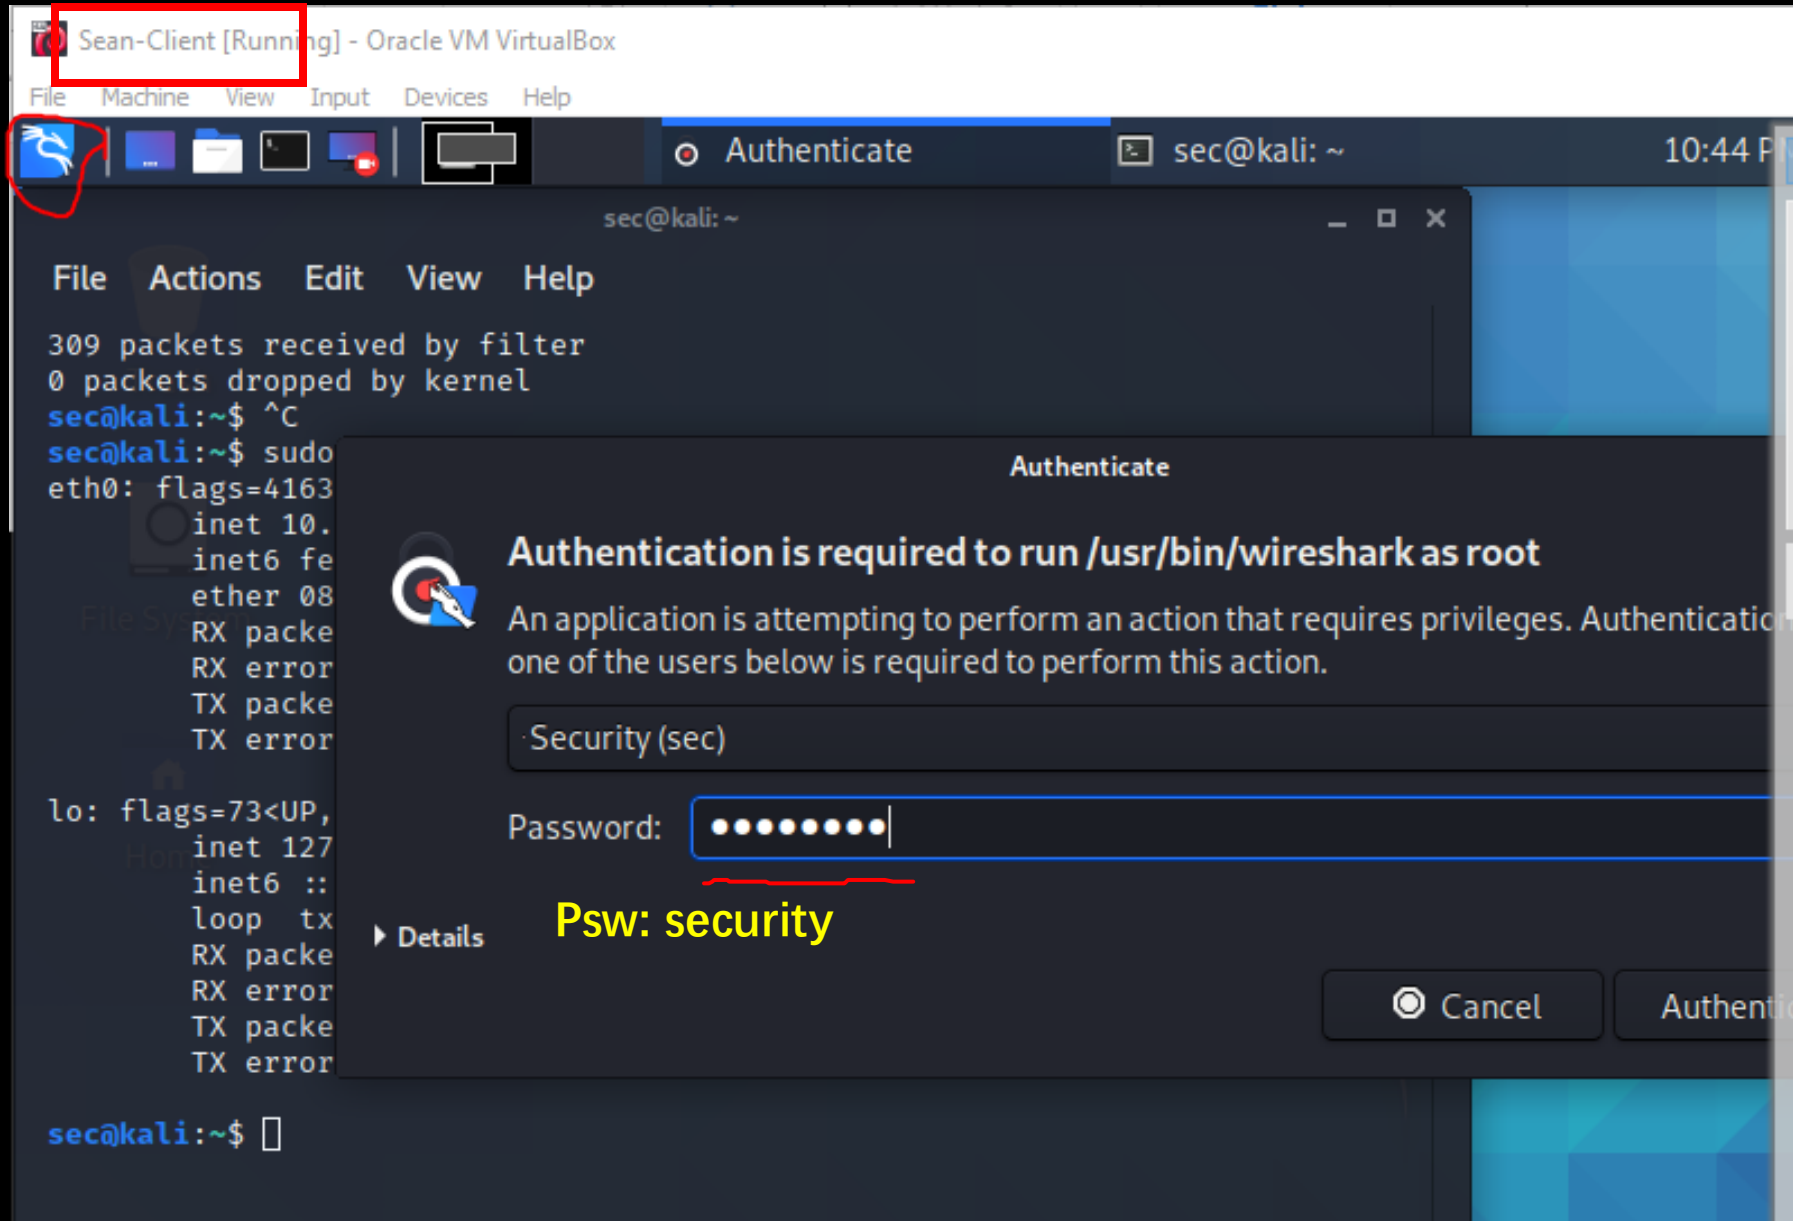 Sean-Client [Running] - Oracle VM VirtualBox
File Machine View Input Devices Help
Authenticate
sec@kali: ~
10:44 P
sec@kali: ~
File Actions Edit View Help
309 packets received by filter
0 packets dropped by kernel
sec@kali:~$ ^C
sec@kali:~$ sudo
eth0: flags=4163
inet 10.
inet6 fe
ether 08
RX packe
RX error
TX packe
TX error
File System
lo: flags=73<UP,
inet 127
inet6 ::
loop tx
RX packe
RX error
TX packe
TX error
Home
sec@kali:~$
Authenticate
Authentication is required to run /usr/bin/wireshark as root
An application is attempting to perform an action that requires privileges. Authentication
one of the users below is required to perform this action.
Security (sec)
Password: ••••••••
Psw: security
Details
Cancel
Authenti